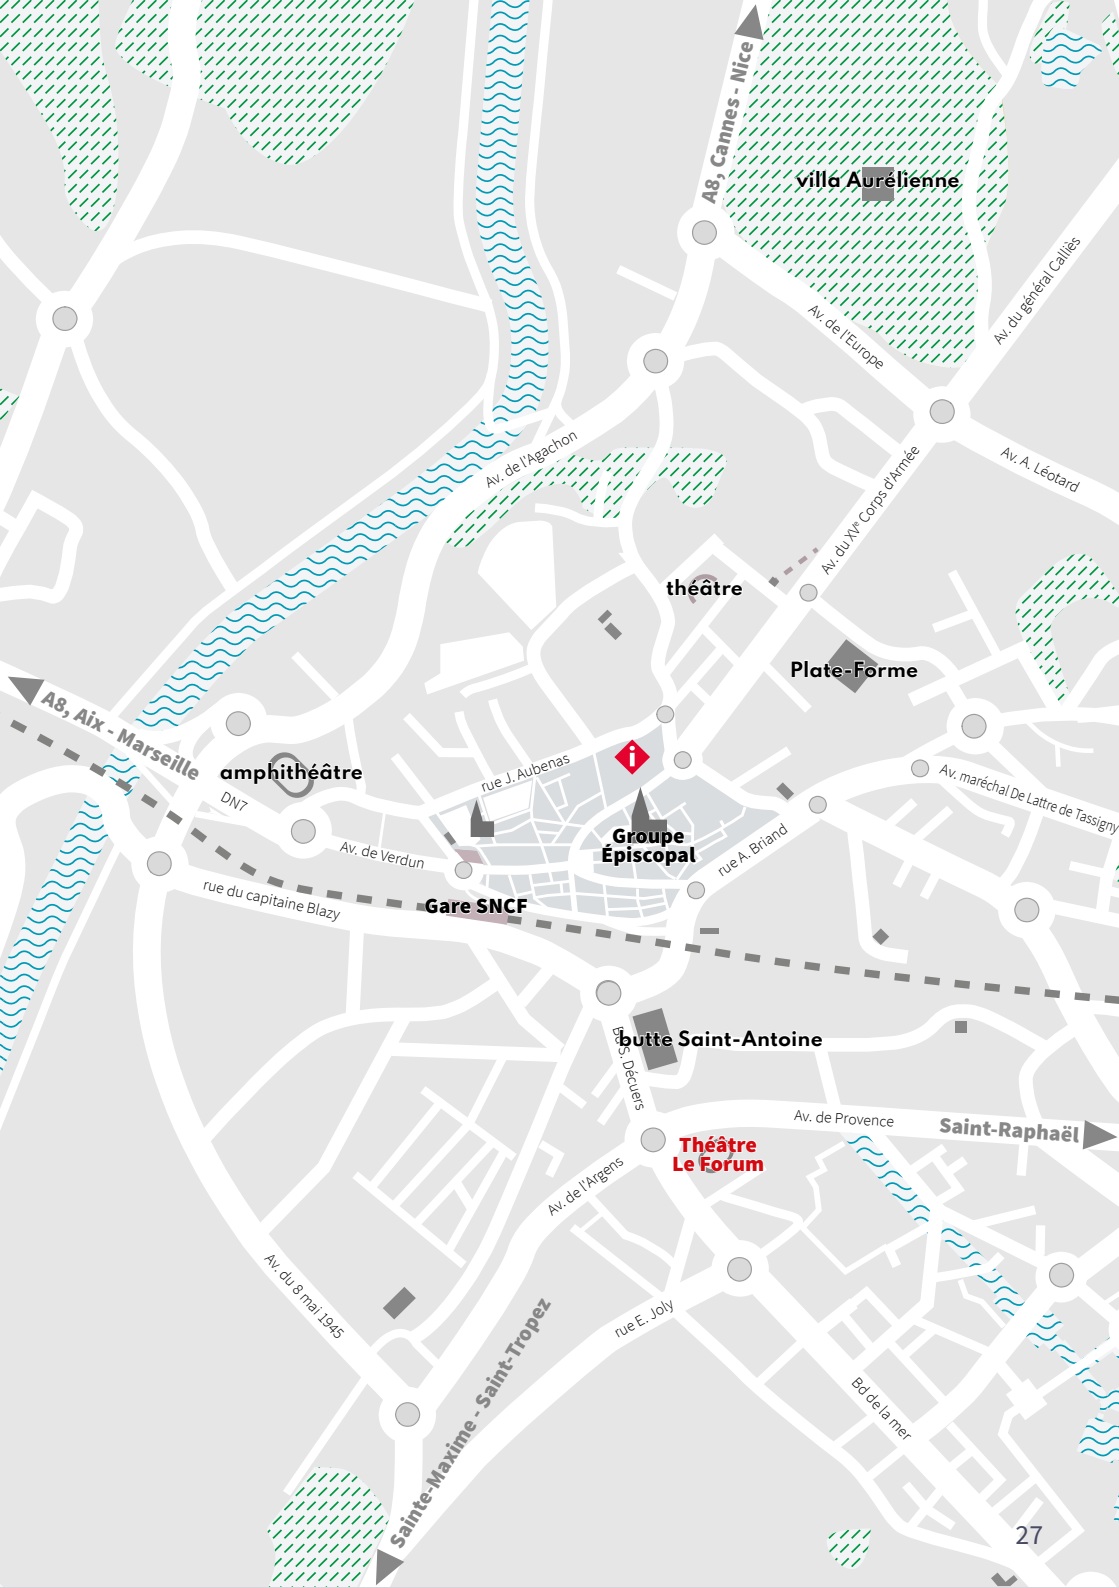 A8, Cannes - Nice
villa Aurélienne
Av. du général Calliès
Av. de l'Europe
Av. de l'Agachon
Av. A. Léotard
Av. du XVe Corps d'Armée
théâtre
Plate-Forme
A8, Aix - Marseille
amphithéâtre
DN7
rue J. Aubenas
i
Av. maréchal De Lattre de Tassigny
Groupe
Épiscopal
rue A. Briand
Av. de Verdun
rue du capitaine Blazy
Gare SNCF
butte Saint-Antoine
Bd S. Décuers
Av. de Provence
Saint-Raphaël
Théâtre
Le Forum
Av. de l'Argens
Av. du 8 mai 1945
rue E. Joly
Sainte-Maxime - Saint-Tropez
Bd de la mer
27